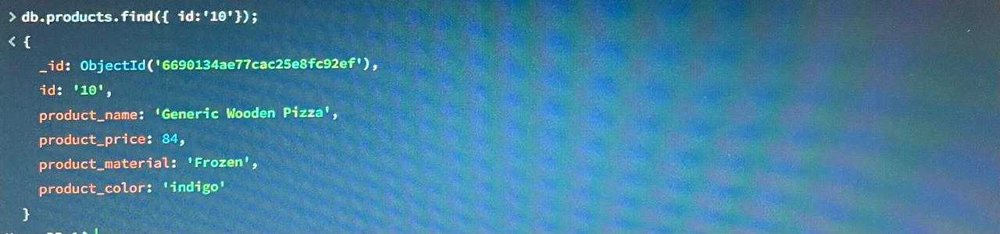 > db.products.find({ id:'10'});
< {
_id: ObjectId('6690134ae77cac25e8fc92ef'),
id: '10',
product_name: 'Generic Wooden Pizza',
product_price: 84,
product_material: 'Frozen',
product_color: 'indigo'
}